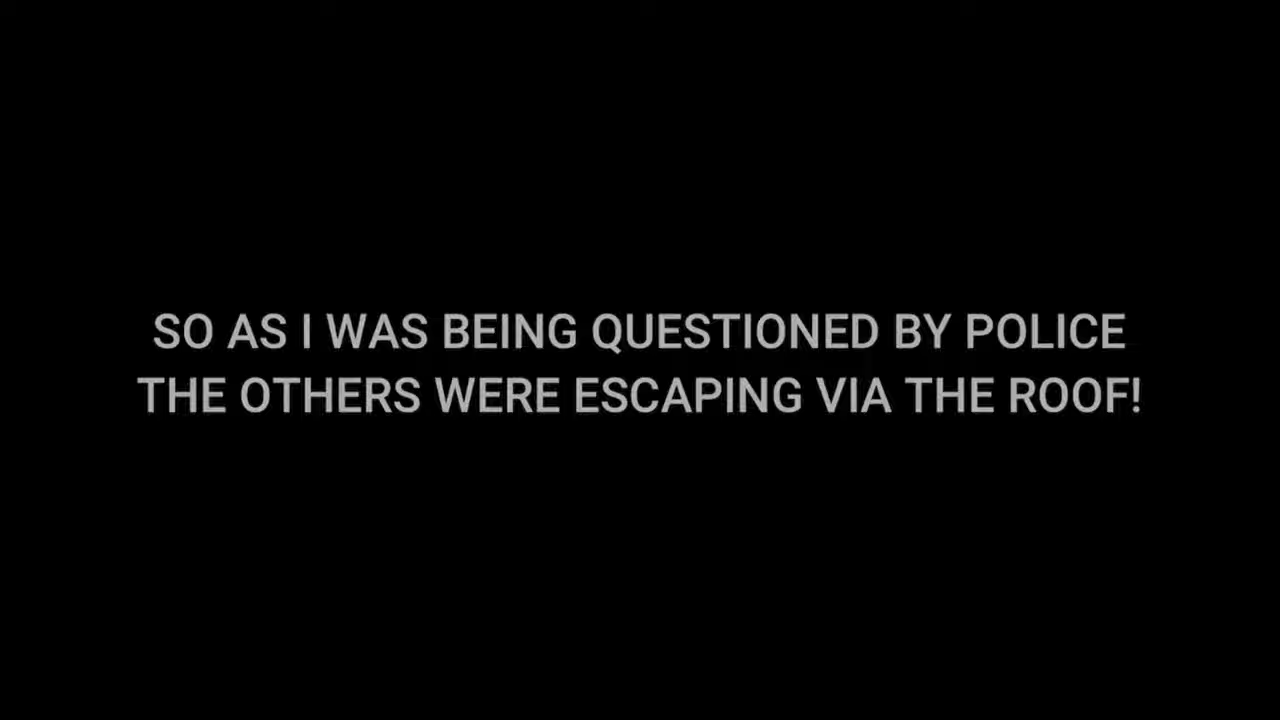 SO AS I WAS BEING QUESTIONED BY POLICE
THE OTHERS WERE ESCAPING VIA THE ROOF!